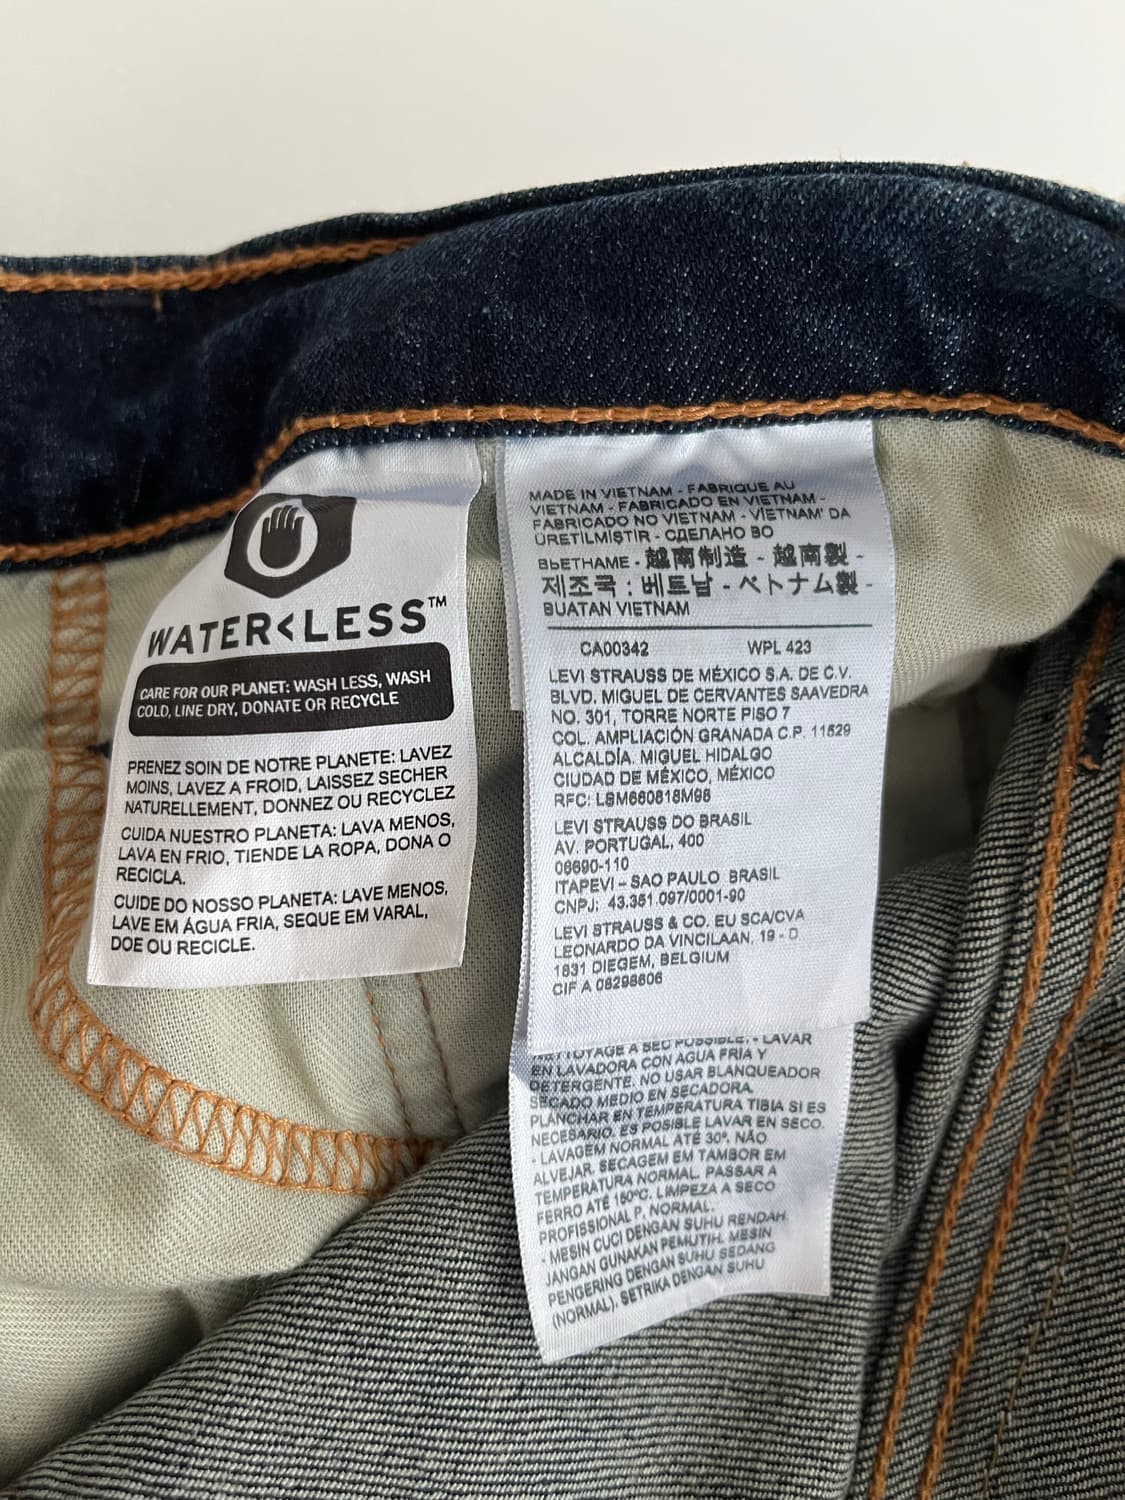 WATER<LESS™
CARE FOR OUR PLANET: WASH LESS, WASH
COLD, LINE DRY, DONATE OR RECYCLE
PRENEZ SOIN DE NOTRE PLANETE: LAVEZ
MOINS, LAVEZ A FROID, LAISSEZ SECHER
NATURELLEMENT, DONNEZ OU RECYCLEZ
CUIDA NUESTRO PLANETA: LAVA MENOS,
LAVA EN FRIO, TIENDE LA ROPA, DONA O
RECICLA.
CUIDE DO NOSSO PLANETA: LAVE MENOS,
LAVE EM ÁGUA FRIA, SEQUE EM VARAL,
DOE OU RECICLE.
MADE IN VIETNAM - FABRIQUE AU
VIETNAM - FABRICADO EN VIETNAM -
FABRICADO NO VIETNAM - VIETNAM' DA
ÜRETILMIŞTIR - СДЕЛАНО ВО
ВЬЕТНАМЕ - 越南制造 - 越南製 -
제조국 : 베트남 - ベトナム製 -
BUATAN VIETNAM
CA00342 WPL 423
LEVI STRAUSS DE MÉXICO S.A. DE C.V.
BLVD. MIGUEL DE CERVANTES SAAVEDRA
NO. 301, TORRE NORTE PISO 7
COL. AMPLIACIÓN GRANADA C.P. 11529
ALCALDÍA. MIGUEL HIDALGO
CIUDAD DE MÉXICO, MÉXICO
RFC: LSM660818M98
LEVI STRAUSS DO BRASIL
AV. PORTUGAL, 400
06690-110
ITAPEVI – SAO PAULO BRASIL
CNPJ: 43.351.097/0001-90
LEVI STRAUSS & CO. EU SCA/CVA
LEONARDO DA VINCILAAN, 19 - D
1831 DIEGEM, BELGIUM
CIF A 08298606
NETTOYAGE A SEC POSSIBLE. - LAVAR
EN LAVADORA CON AGUA FRIA Y
DETERGENTE. NO USAR BLANQUEADOR
SECADO MEDIO EN SECADORA.
PLANCHAR EN TEMPERATURA TIBIA SI ES
NECESARIO. ES POSIBLE LAVAR EN SECO.
- LAVAGEM NORMAL ATÉ 30º, NÃO
ALVEJAR, SECAGEM EM TAMBOR EM
TEMPERATURA NORMAL. PASSAR A
FERRO ATÉ 150ºC. LIMPEZA A SECO
PROFISSIONAL P, NORMAL.
- MESIN CUCI DENGAN SUHU RENDAH.
JANGAN GUNAKAN PEMUTIH. MESIN
PENGERING DENGAN SUHU SEDANG
(NORMAL), SETRIKA DENGAN SUHU